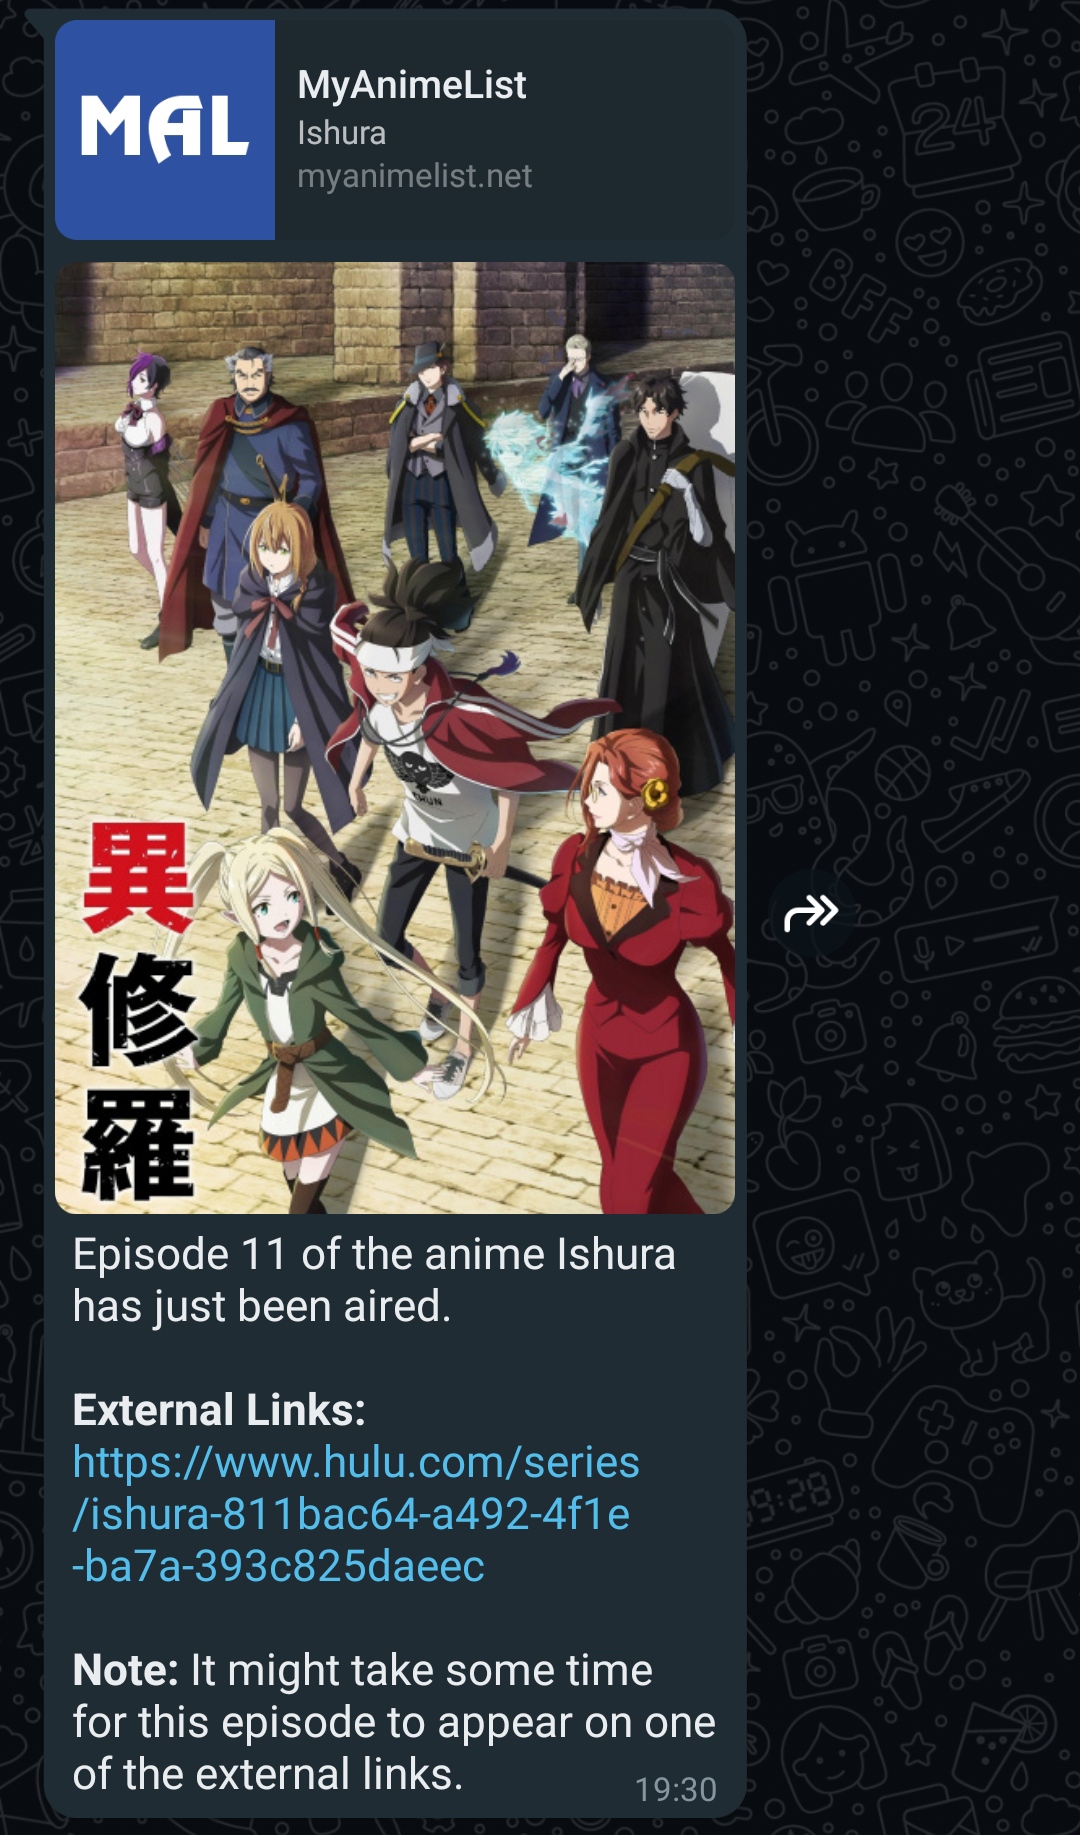 MAL
MyAnimeList
Ishura
myanimelist.net
異
修
羅
Episode 11 of the anime Ishura
has just been aired.
External Links:
https://www.hulu.com/series
/ishura-811bac64-a492-4f1e
-ba7a-393c825daeec
Note: It might take some time
for this episode to appear on one
of the external links.
19:30
24
BFF